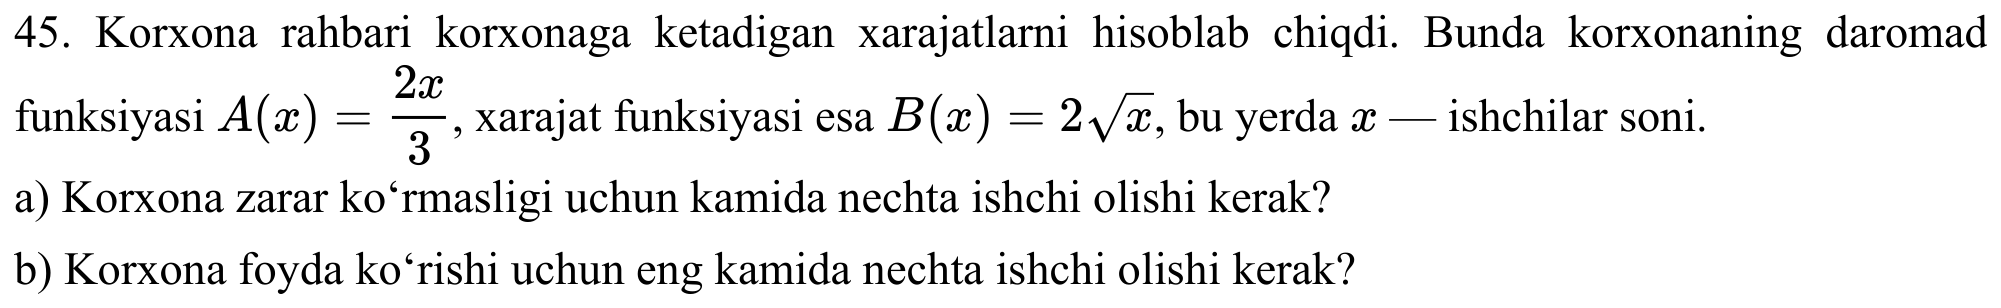 45. Korxona rahbari korxonaga ketadigan xarajatlarni hisoblab chiqdi. Bunda korxonaning daromad
funksiyasi $A(x) = \dfrac{2x}{3}$, xarajat funksiyasi esa $B(x) = 2\sqrt{x}$, bu yerda $x$ — ishchilar soni.
a) Korxona zarar ko‘rmasligi uchun kamida nechta ishchi olishi kerak?
b) Korxona foyda ko‘rishi uchun eng kamida nechta ishchi olishi kerak?